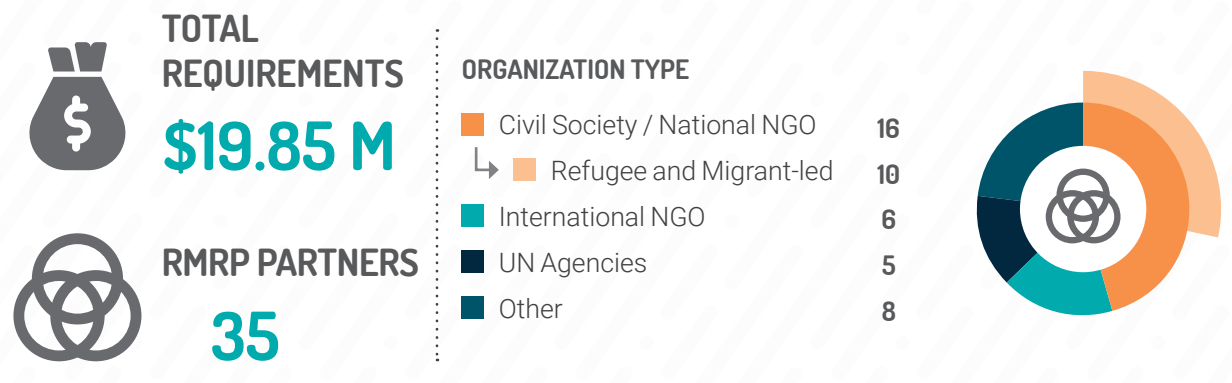 TOTAL
REQUIREMENTS
$
$19.85 M
RMRP PARTNERS
35
ORGANIZATION TYPE
Civil Society / National NGO 16
Refugee and Migrant-led 10
International NGO 6
UN Agencies 5
Other 8